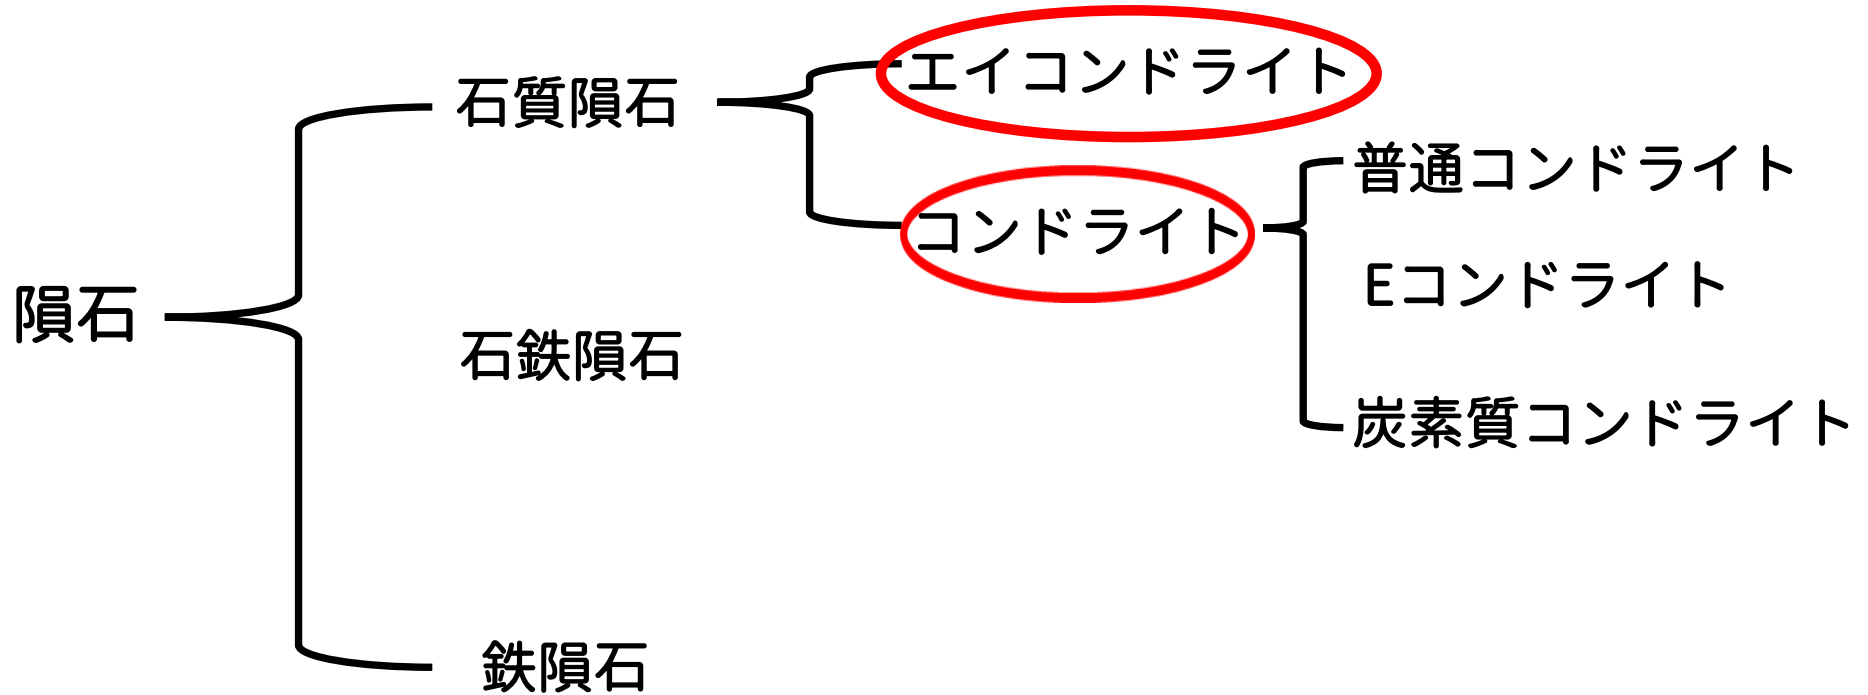 エイコンドライト
石質隕石
普通コンドライト
コンドライト
Eコンドライト
隕石
石鉄隕石
炭素質コンドライト
鉄隕石